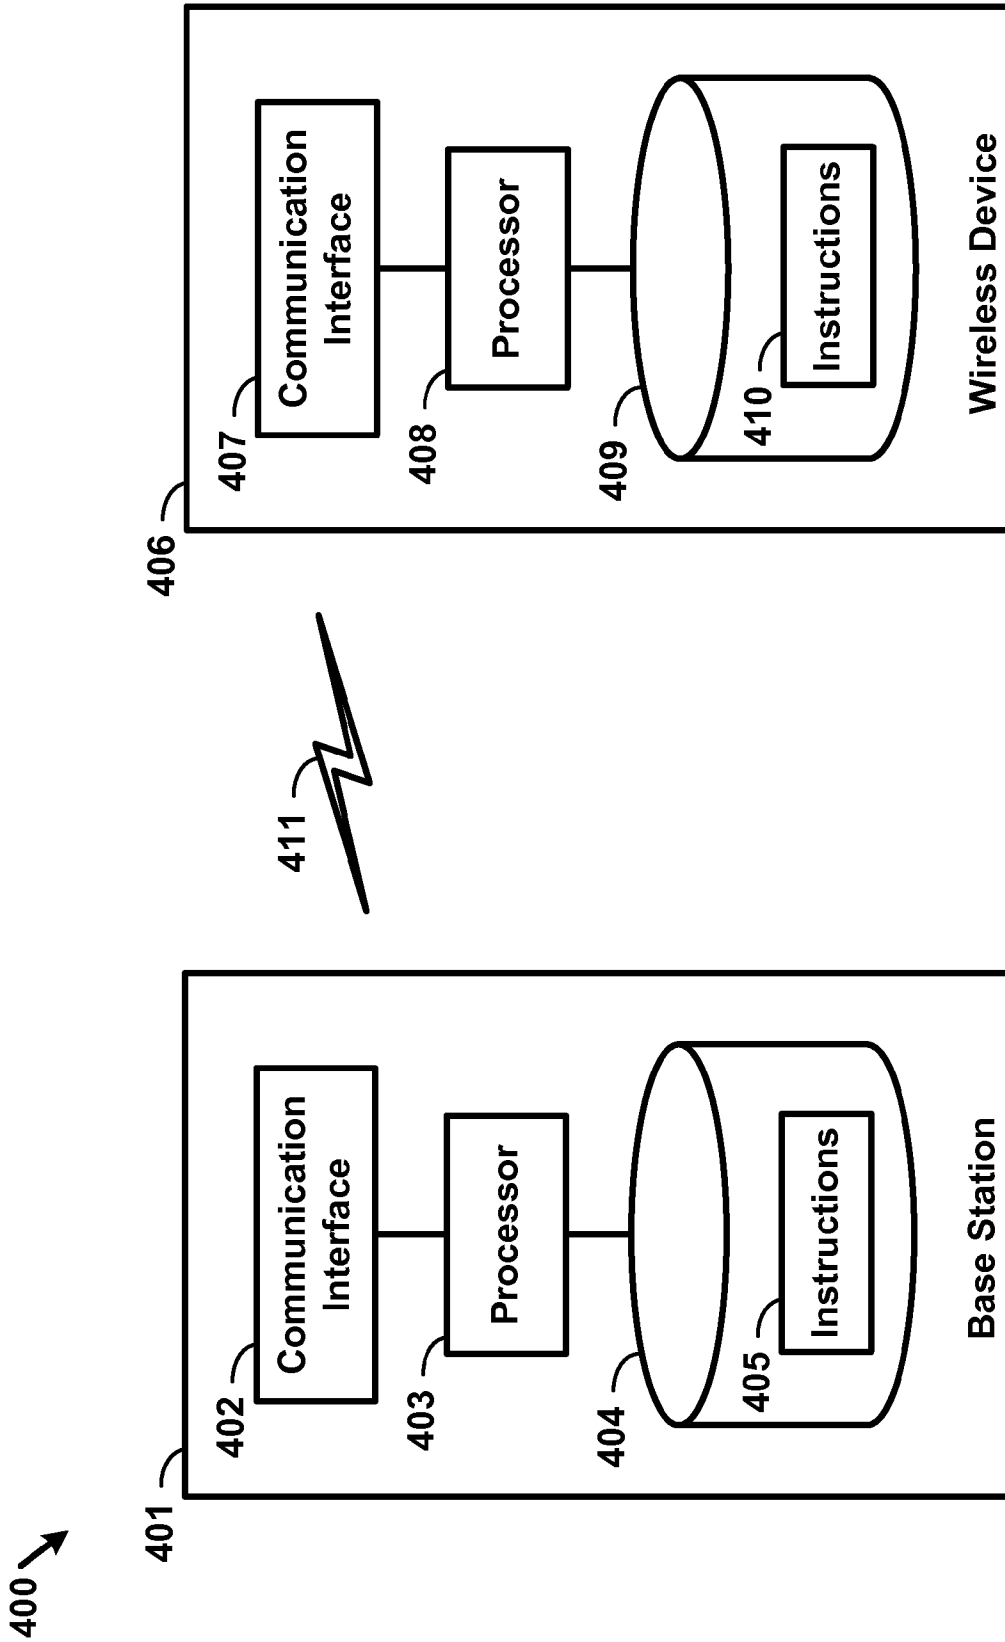 400
401
402
Communication
Interface
403
Processor
404
405
Instructions
Base Station
411
406
407
Communication
Interface
408
Processor
409
410
Instructions
Wireless Device